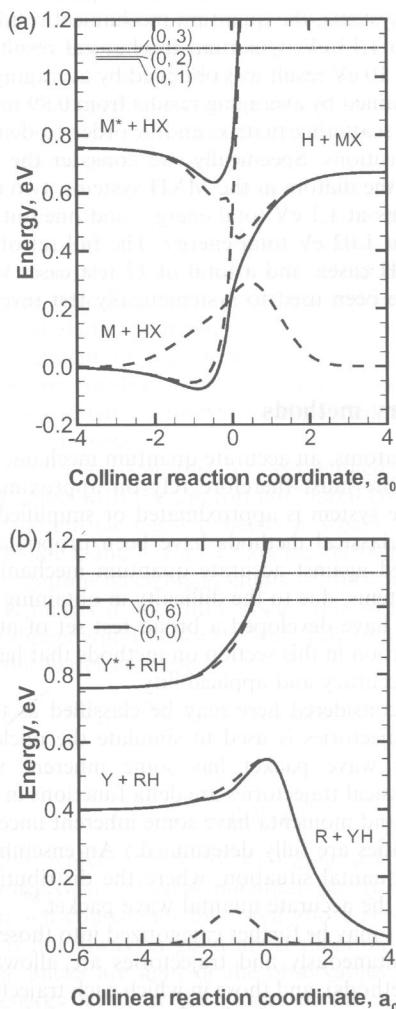 (a)
1.2
(0, 3)
(0, 2)
1.0
(0, 1)
M* + HX
H + MX
0.8
0.6
Energy, eV
0.4
0.2
M + HX
0.0
-0.2
-4 -2 0 2 4
Collinear reaction coordinate, a0
(b)
1.2
1.0
(0, 6)
(0, 0)
Y* + RH
0.8
0.6
Energy, eV
Y + RH
0.4
R + YH
0.2
0.0
-6 -4 -2 0 2 4
Collinear reaction coordinate, a0